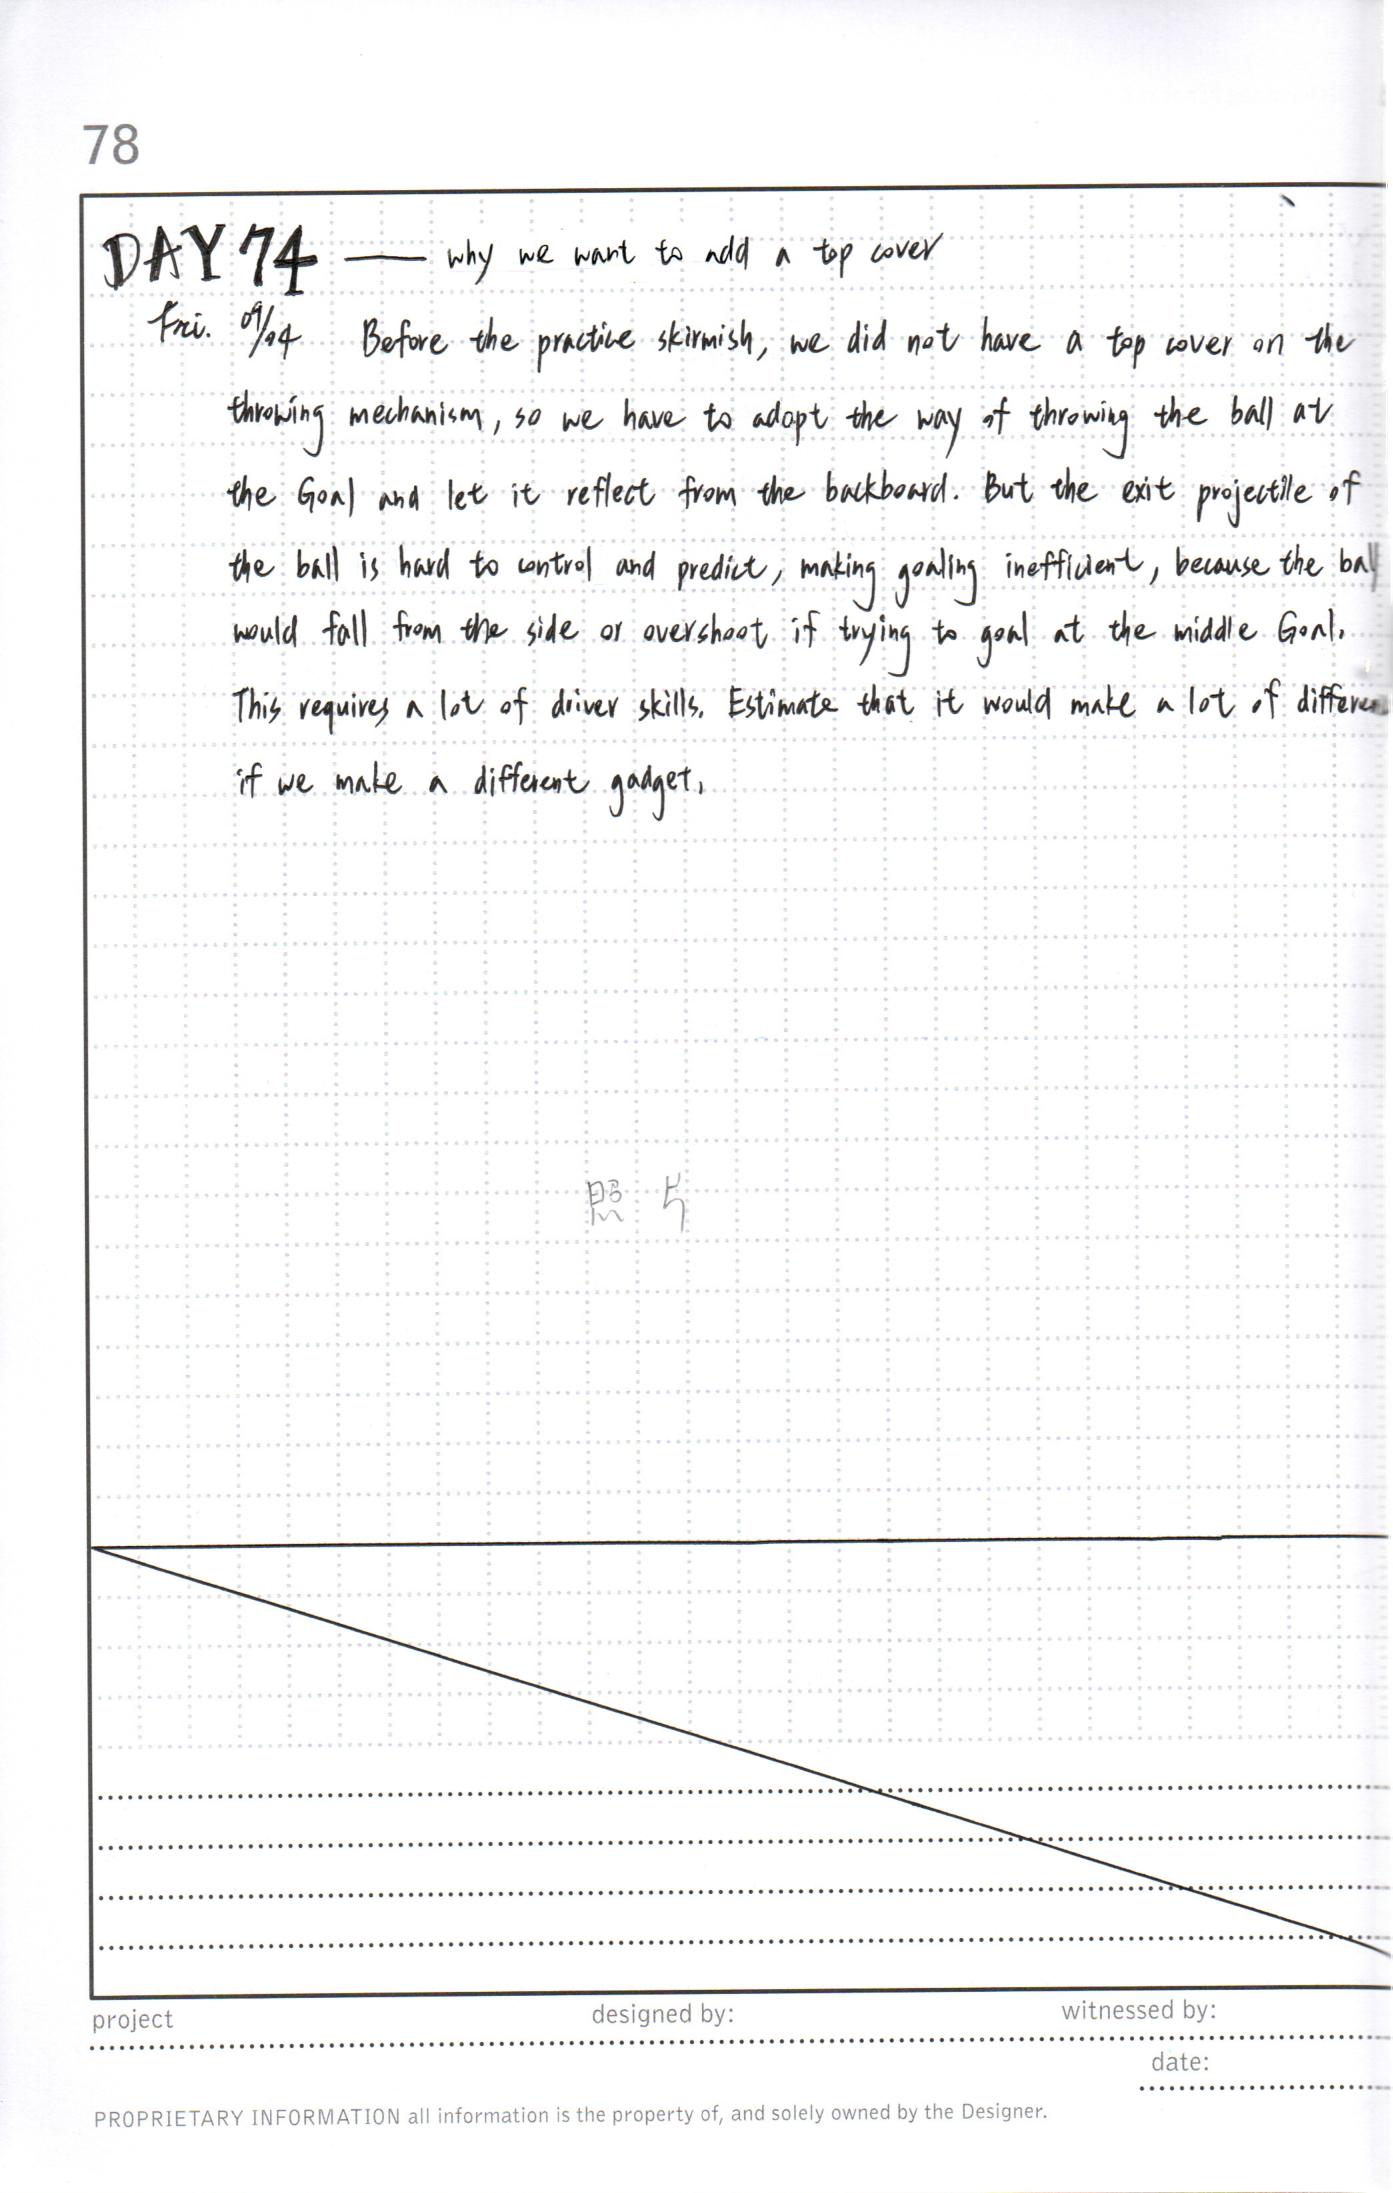 78
DAY 74 — why we want to add a top cover
Fri. 09/04 Before the practice skirmish, we did not have a top cover on the
throwing mechanism, so we have to adopt the way of throwing the ball at
the Goal and let it reflect from the backboard. But the exit projectile of
the ball is hard to control and predict, making goaling inefficient, because the ball
would fall from the side or overshoot if trying to goal at the middle Goal.
This requires a lot of driver skills. Estimate that it would make a lot of
if we make a different gadget.
照片
project designed by: witnessed by:
date:
PROPRIETARY INFORMATION all information is the property of, and solely owned by the Designer.